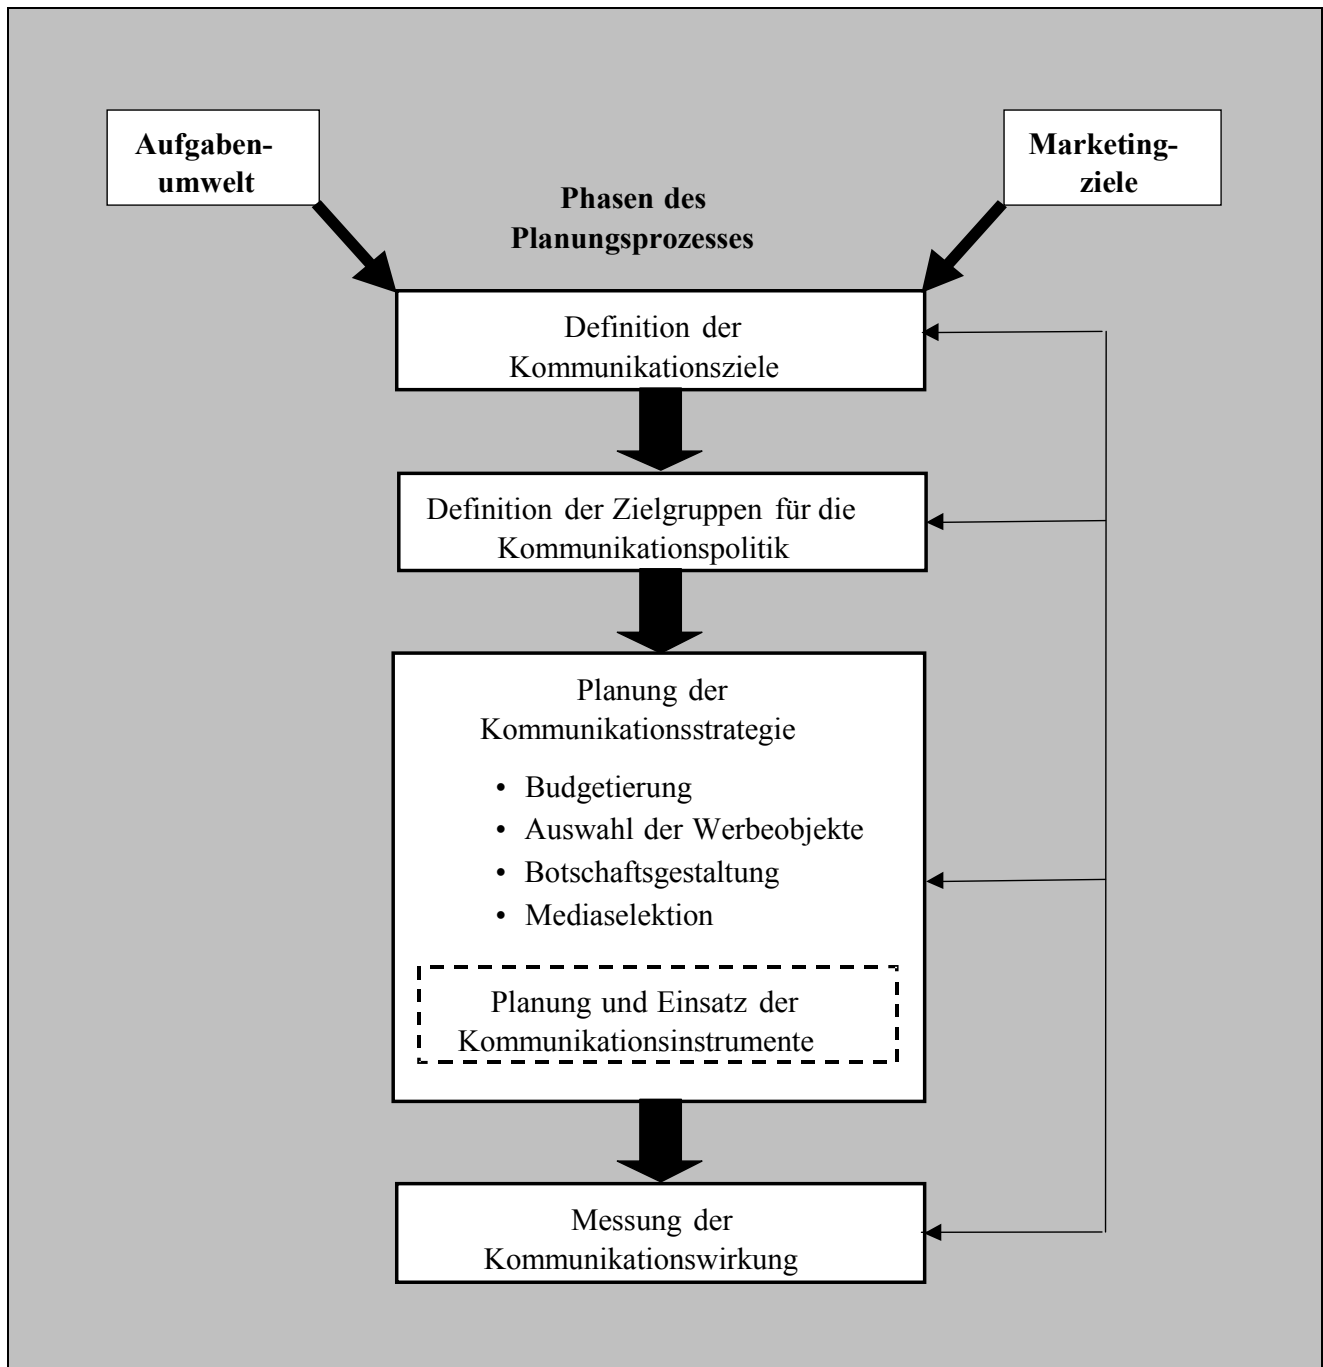 Aufgaben-
umwelt
Marketing-
ziele
Phasen des
Planungsprozesses
Definition der
Kommunikationsziele
Definition der Zielgruppen für die
Kommunikationspolitik
Planung der
Kommunikationsstrategie
• Budgetierung
• Auswahl der Werbeobjekte
• Botschaftsgestaltung
• Mediaselektion
Planung und Einsatz der
Kommunikationsinstrumente
Messung der
Kommunikationswirkung